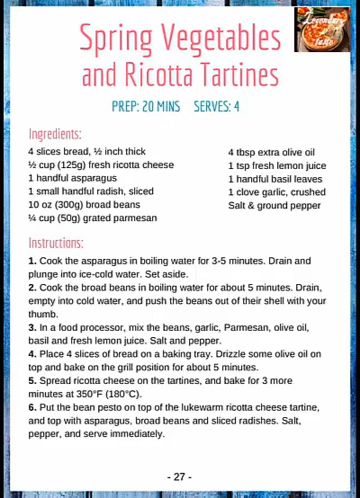 Legendary
taste
Spring Vegetables
and Ricotta Tartines
PREP: 20 MINS SERVES: 4
Ingredients:
4 slices bread, ½ inch thick
½ cup (125g) fresh ricotta cheese
1 handful asparagus
1 small handful radish, sliced
10 oz (300g) broad beans
¼ cup (50g) grated parmesan
4 tbsp extra olive oil
1 tsp fresh lemon juice
1 handful basil leaves
1 clove garlic, crushed
Salt & ground pepper
Instructions:
1. Cook the asparagus in boiling water for 3-5 minutes. Drain and
plunge into ice-cold water. Set aside.
2. Cook the broad beans in boiling water for about 5 minutes. Drain,
empty into cold water, and push the beans out of their shell with your
thumb.
3. In a food processor, mix the beans, garlic, Parmesan, olive oil,
basil and fresh lemon juice. Salt and pepper.
4. Place 4 slices of bread on a baking tray. Drizzle some olive oil on
top and bake on the grill position for about 5 minutes.
5. Spread ricotta cheese on the tartines, and bake for 3 more
minutes at 350°F (180°C).
6. Put the bean pesto on top of the lukewarm ricotta cheese tartine,
and top with asparagus, broad beans and sliced radishes. Salt,
pepper, and serve immediately.
- 27 -